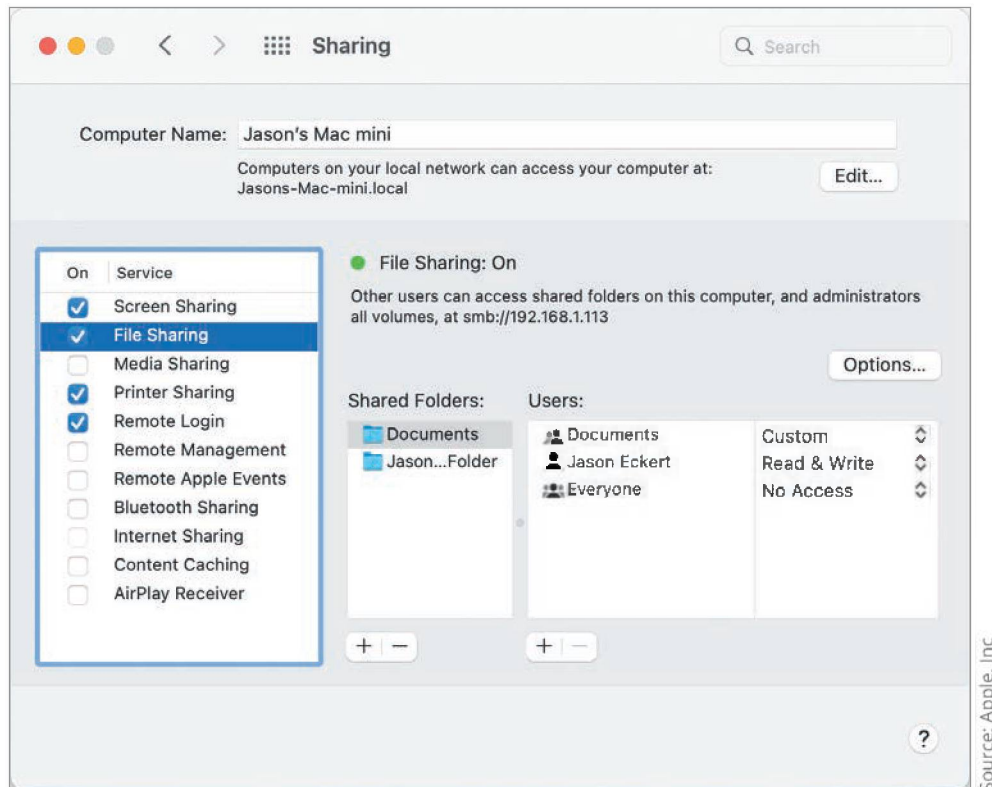 Sharing
Search
Computer Name: Jason's Mac mini
Computers on your local network can access your computer at:
Jasons-Mac-mini.local
Edit...
On Service
Screen Sharing
File Sharing
Media Sharing
Printer Sharing
Remote Login
Remote Management
Remote Apple Events
Bluetooth Sharing
Internet Sharing
Content Caching
AirPlay Receiver
File Sharing: On
Other users can access shared folders on this computer, and administrators
all volumes, at smb://192.168.1.113
Options...
Shared Folders:
Documents
Jason...Folder
Users:
Documents Custom
Jason Eckert Read & Write
Everyone No Access
+ −
+ −
?
Source: Apple, Inc